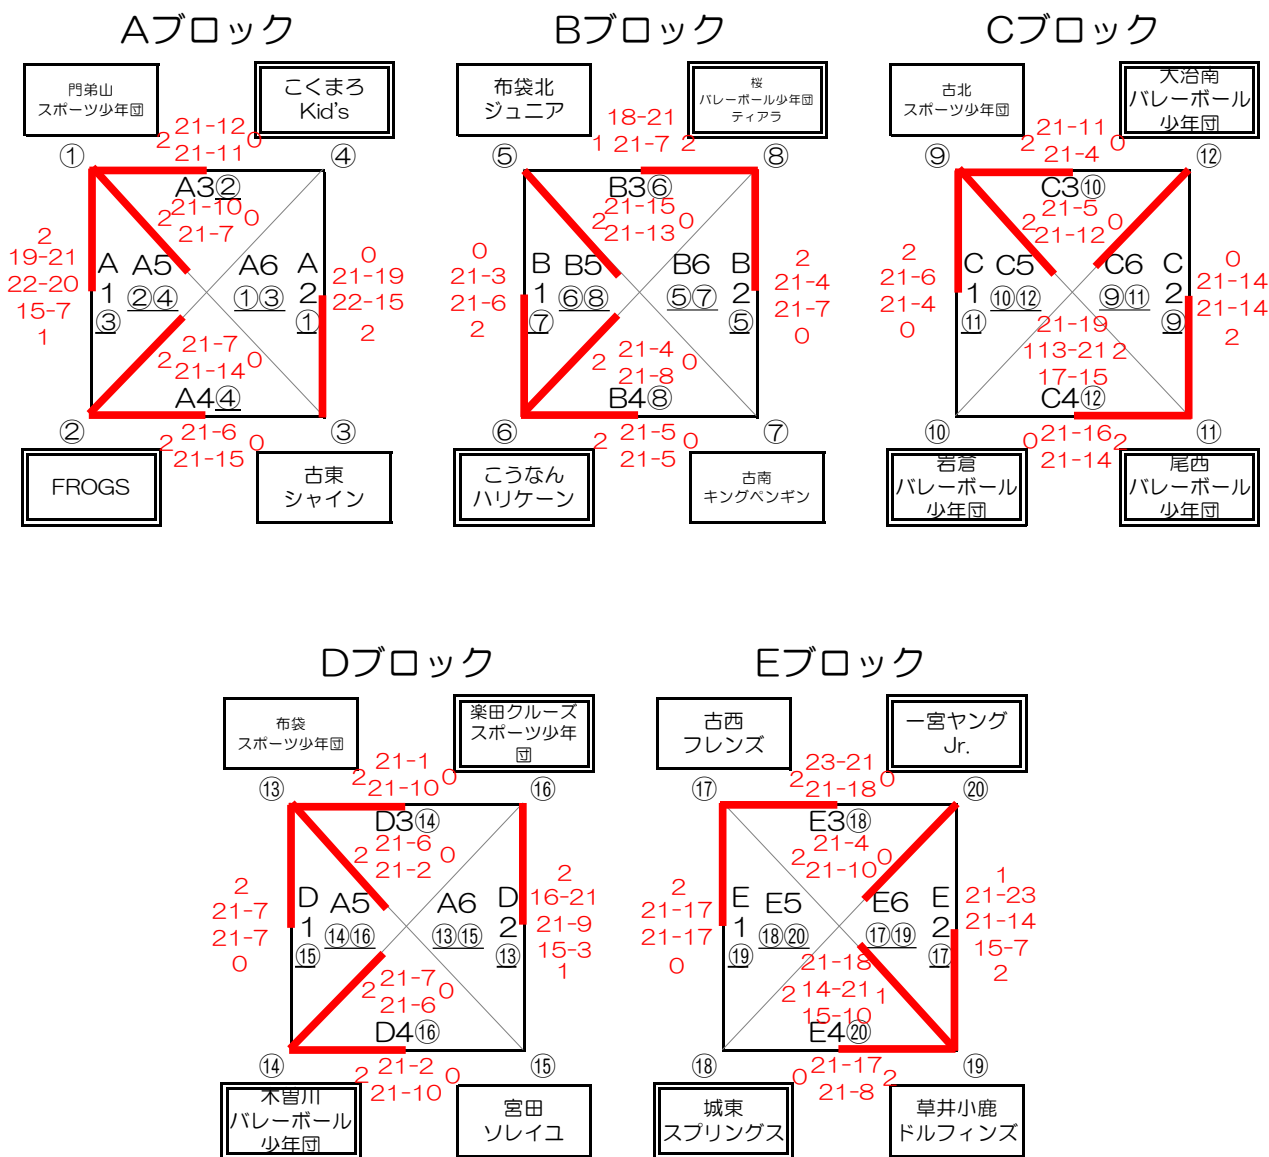 Aブロック
Bブロック
Cブロック
門弟山
スポーツ少年団
こくまろ
Kid's
21-12
2 0
21-11
①
④
A3②
21-10
2 0
21-7
2
19-21
22-20
15-7
1
A
1
③
A5
②④
A6
①③
A
2
①
0
21-19
22-15
2
21-7
2 0
21-14
A4④
②
③
21-6
2 0
21-15
FROGS
古東
シャイン
布袋北
ジュニア
桜
バレーボール少年団
ティアラ
18-21
1 21-7 2
⑤
⑧
B3⑥
21-15
2 0
21-13
0
21-3
21-6
2
B
1
⑦
B5
⑥⑧
B6
⑤⑦
B
2
⑤
2
21-4
21-7
0
21-4
2 0
21-8
B4⑧
⑥
⑦
21-5
2 0
21-5
こうなん
ハリケーン
古南
キングペンギン
古北
スポーツ少年団
大治南
バレーボール
少年団
21-11
2 0
21-4
⑨
⑫
C3⑩
21-5
2 0
21-12
2
21-6
21-4
0
C
1
⑪
C5
⑩⑫
C6
⑨⑪
C
2
⑨
0
21-14
21-14
2
21-19
113-21 2
17-15
C4⑫
⑩
⑪
21-16
0 2
21-14
岩倉
バレーボール
少年団
尾西
バレーボール
少年団
Dブロック
Eブロック
布袋
スポーツ少年団
楽田クルーズ
スポーツ少年
団
21-1
2 0
21-10
⑬
⑯
D3⑭
21-6
2 0
21-2
2
21-7
21-7
0
D
1
⑮
A5
⑭⑯
A6
⑬⑮
D
2
⑬
2
16-21
21-9
15-3
1
21-7
2 0
21-6
D4⑯
⑭
⑮
21-2
2 0
21-10
木曽川
バレーボール
少年団
宮田
ソレイユ
古西
フレンズ
一宮ヤング
Jr.
23-21
2 0
21-18
⑰
⑳
E3⑱
21-4
2 0
21-10
2
21-17
21-17
0
E
1
⑲
E5
⑱⑳
E6
⑰⑲
E
2
⑰
1
21-23
21-14
15-7
2
21-18
2 14-21 1
15-10
E4⑳
⑱
⑲
21-17
0 2
21-8
城東
スプリングス
草井小鹿
ドルフィンズ